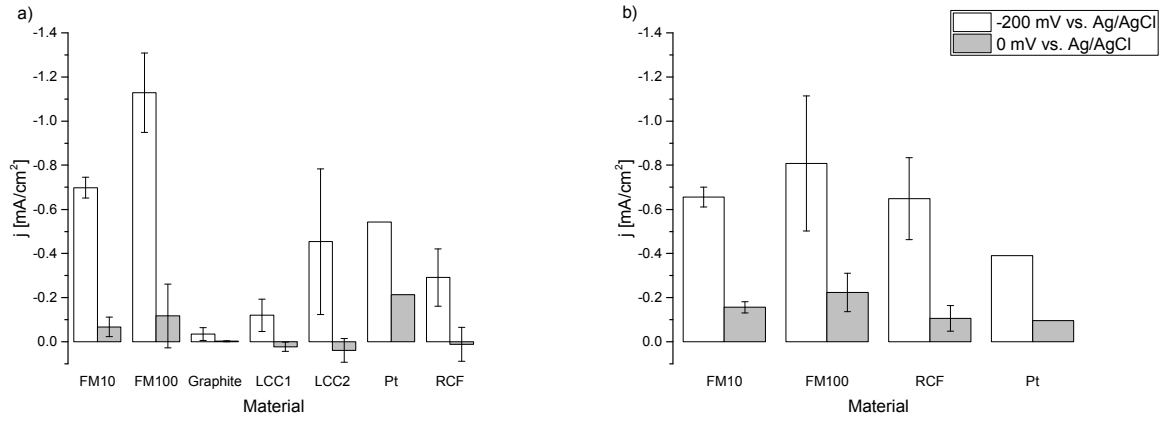 a)
-1.4
-1.2
-1.0
-0.8
-0.6
-0.4
-0.2
0.0
j [mA/cm²]
FM10 FM100 Graphite LCC1 LCC2 Pt RCF
Material
b)
-200 mV vs. Ag/AgCl
0 mV vs. Ag/AgCl
-1.4
-1.2
-1.0
-0.8
-0.6
-0.4
-0.2
0.0
j [mA/cm²]
FM10 FM100 RCF Pt
Material